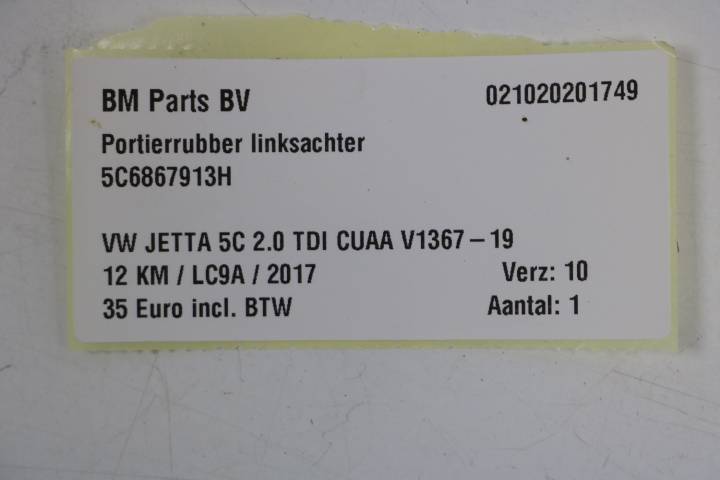 BM Parts BV 021020201749
Portierrubber linksachter
5C6867913H
VW JETTA 5C 2.0 TDI CUAA V1367-19
12 KM / LC9A / 2017 Verz: 10
35 Euro incl. BTW Aantal: 1